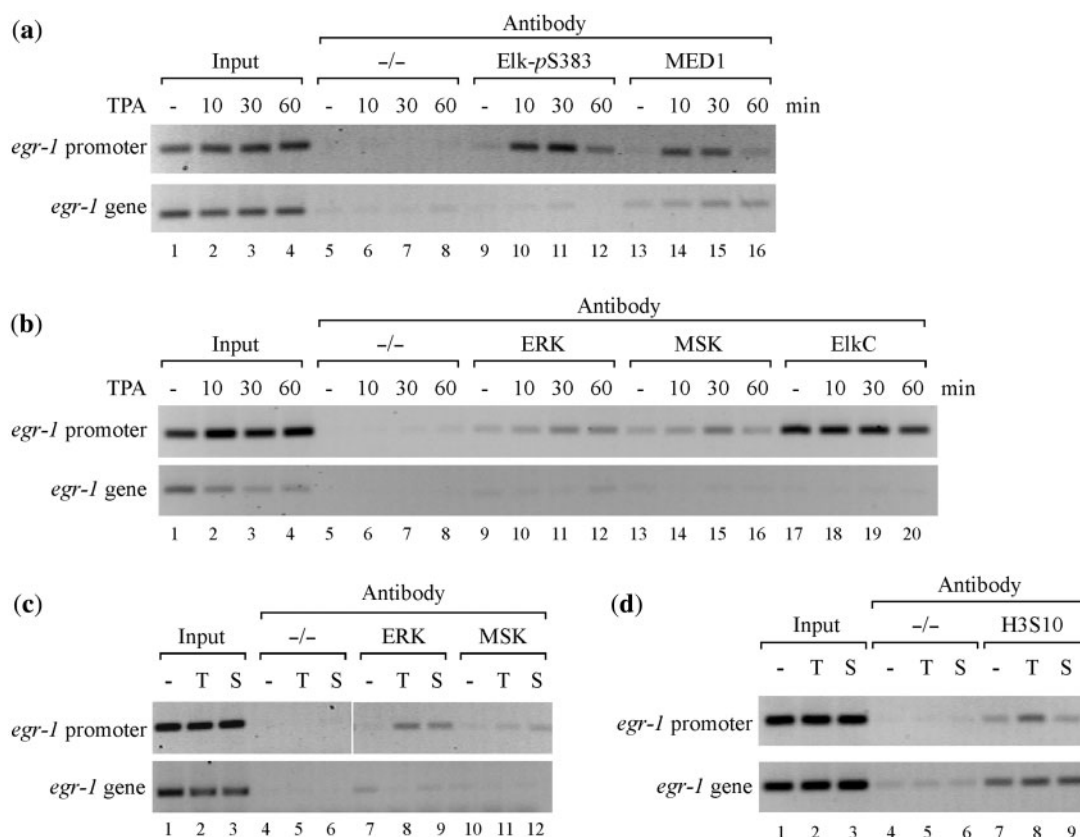 (a)
Antibody
Input -/- Elk-pS383 MED1
TPA - 10 30 60 - 10 30 60 - 10 30 60 - 10 30 60 min
egr-1 promoter
egr-1 gene
1 2 3 4 5 6 7 8 9 10 11 12 13 14 15 16
(b)
Antibody
Input -/- ERK MSK ElkC
TPA - 10 30 60 - 10 30 60 - 10 30 60 - 10 30 60 - 10 30 60 min
egr-1 promoter
egr-1 gene
1 2 3 4 5 6 7 8 9 10 11 12 13 14 15 16 17 18 19 20
(c)
Antibody
Input -/- ERK MSK
- T S - T S - T S - T S
egr-1 promoter
egr-1 gene
1 2 3 4 5 6 7 8 9 10 11 12
(d)
Antibody
Input -/- H3S10
- T S - T S - T S
egr-1 promoter
egr-1 gene
1 2 3 4 5 6 7 8 9